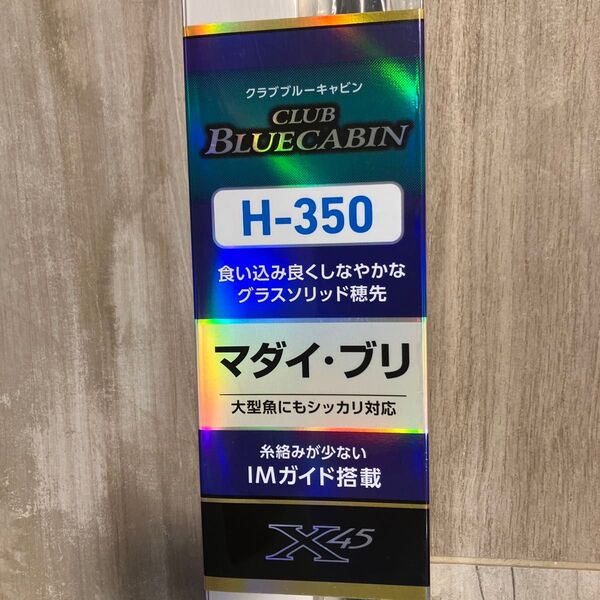 クラブブルーキャビン
CLUB
BLUECABIN
H-350
食い込み良くしなやかな
グラスソリッド穂先
マダイ・ブリ
大型魚にもシッカリ対応
糸絡みが少ない
IMガイド搭載
X45